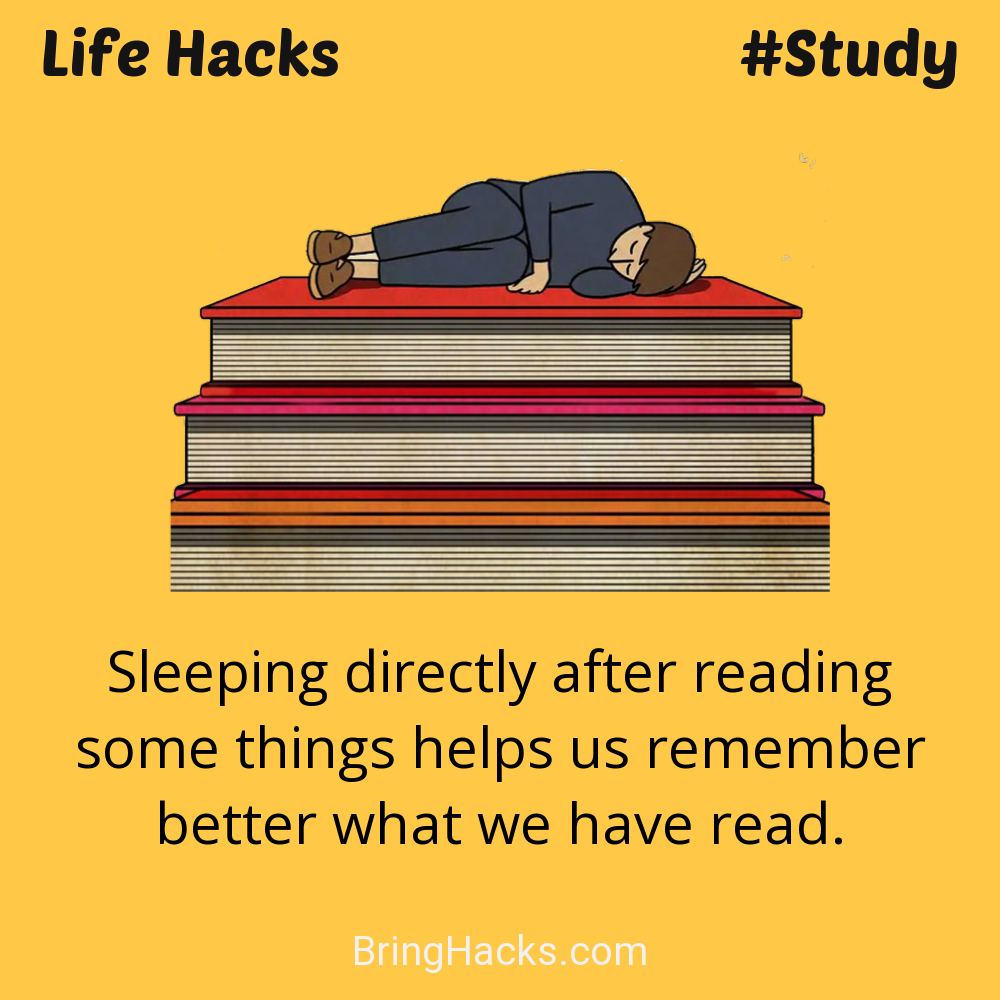 Life Hacks
#Study
Sleeping directly after reading
some things helps us remember
better what we have read.
BringHacks.com